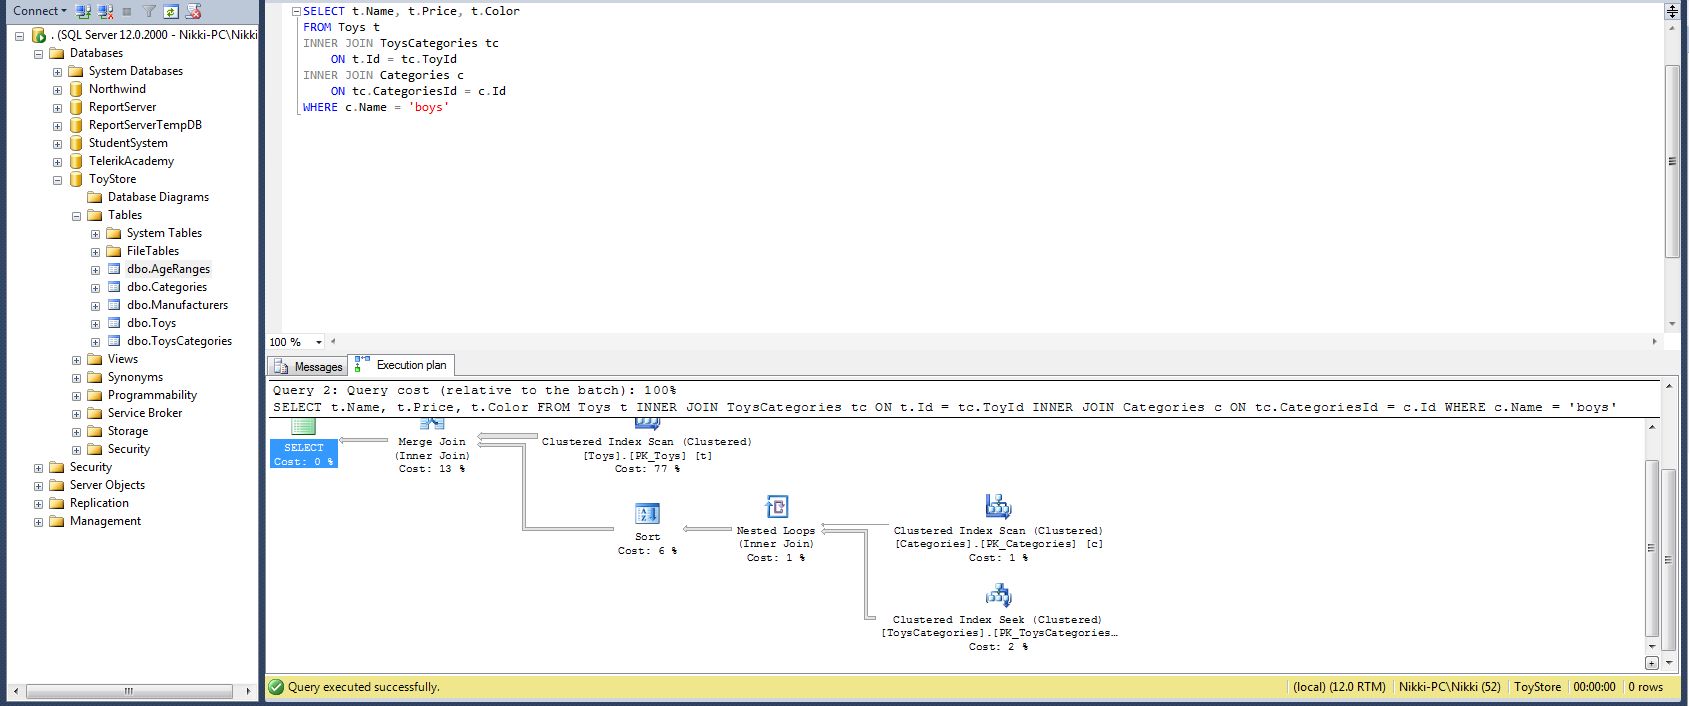 Connect
. (SQL Server 12.0.2000 - Nikki-PC\Nikki
Databases
System Databases
Northwind
ReportServer
ReportServerTempDB
StudentSystem
TelerikAcademy
ToyStore
Database Diagrams
Tables
System Tables
FileTables
dbo.AgeRanges
dbo.Categories
dbo.Manufacturers
dbo.Toys
dbo.ToysCategories
Views
Synonyms
Programmability
Service Broker
Storage
Security
Security
Server Objects
Replication
Management
SELECT t.Name, t.Price, t.Color
FROM Toys t
INNER JOIN ToysCategories tc
ON t.Id = tc.ToyId
INNER JOIN Categories c
ON tc.CategoriesId = c.Id
WHERE c.Name = 'boys'
100 %
Messages
Execution plan
Query 2: Query cost (relative to the batch): 100%
SELECT t.Name, t.Price, t.Color FROM Toys t INNER JOIN ToysCategories tc ON t.Id = tc.ToyId INNER JOIN Categories c ON tc.CategoriesId = c.Id WHERE c.Name = 'boys'
SELECT
Cost: 0 %
Merge Join
(Inner Join)
Cost: 13 %
Clustered Index Scan (Clustered)
[Toys].[PK_Toys] [t]
Cost: 77 %
Sort
Cost: 6 %
Nested Loops
(Inner Join)
Cost: 1 %
Clustered Index Scan (Clustered)
[Categories].[PK_Categories] [c]
Cost: 1 %
Clustered Index Seek (Clustered)
[ToysCategories].[PK_ToysCategories…
Cost: 2 %
Query executed successfully.
(local) (12.0 RTM)
Nikki-PC\Nikki (52)
ToyStore
00:00:00
0 rows